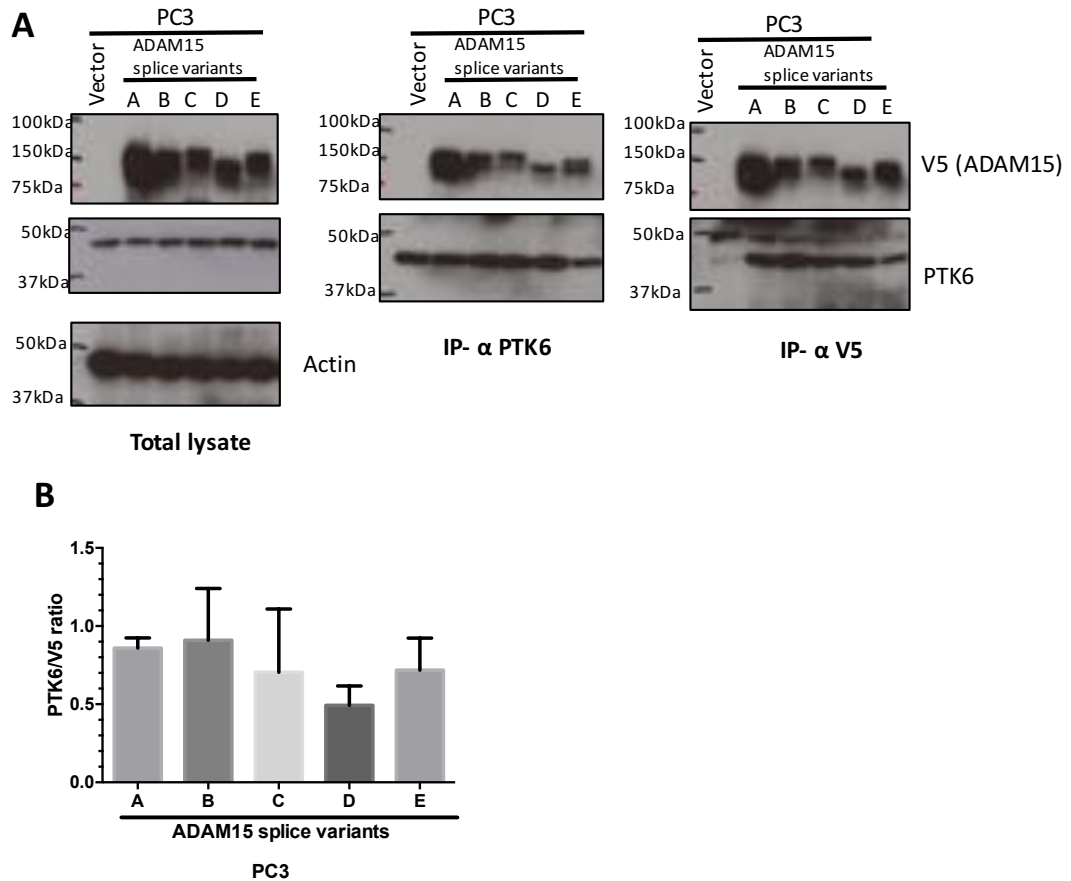 A
PC3
Vector
ADAM15
splice variants
A B C D E
100kDa
150kDa
75kDa
50kDa
37kDa
50kDa
37kDa
Actin
Total lysate
PC3
Vector
ADAM15
splice variants
A B C D E
100kDa
150kDa
75kDa
50kDa
37kDa
IP- α PTK6
PC3
Vector
ADAM15
splice variants
A B C D E
100kDa
150kDa
75kDa
V5 (ADAM15)
50kDa
37kDa
PTK6
IP- α V5
B
PTK6/V5 ratio
1.5
1.0
0.5
0.0
A B C D E
ADAM15 splice variants
PC3